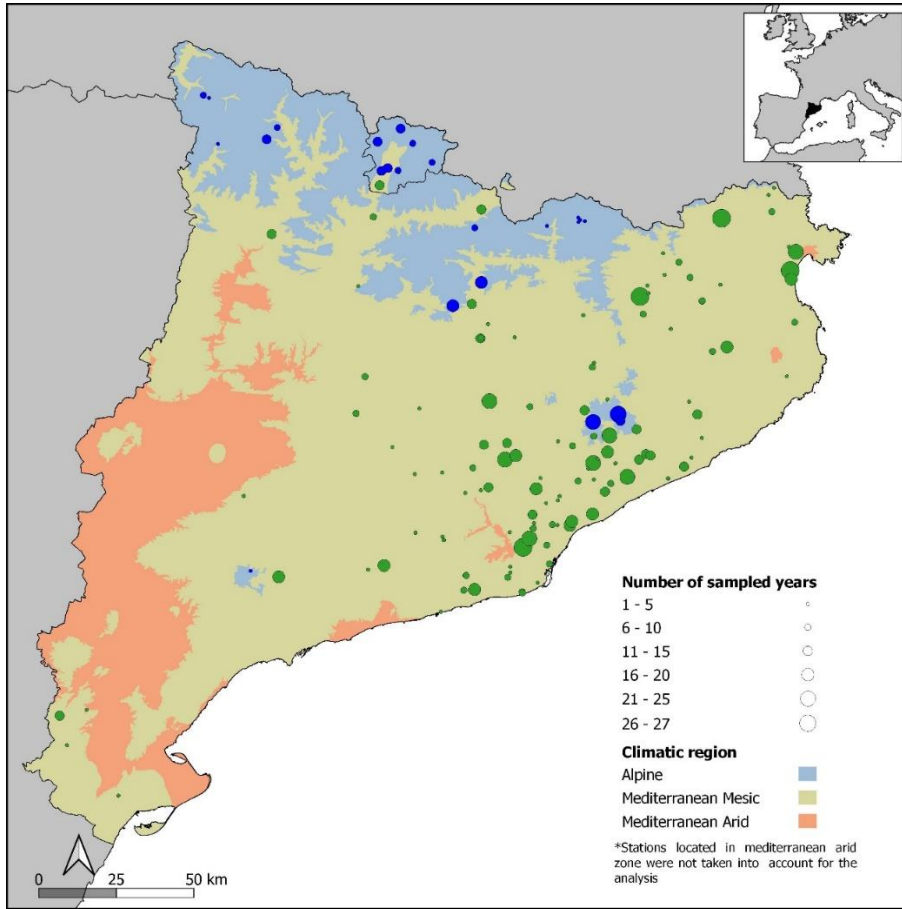 Number of sampled years
1 - 5
6 - 10
11 - 15
16 - 20
21 - 25
26 - 27
Climatic region
Alpine
Mediterranean Mesic
Mediterranean Arid
*Stations located in mediterranean arid
zone were not taken into account for the
analysis
0 25 50 km